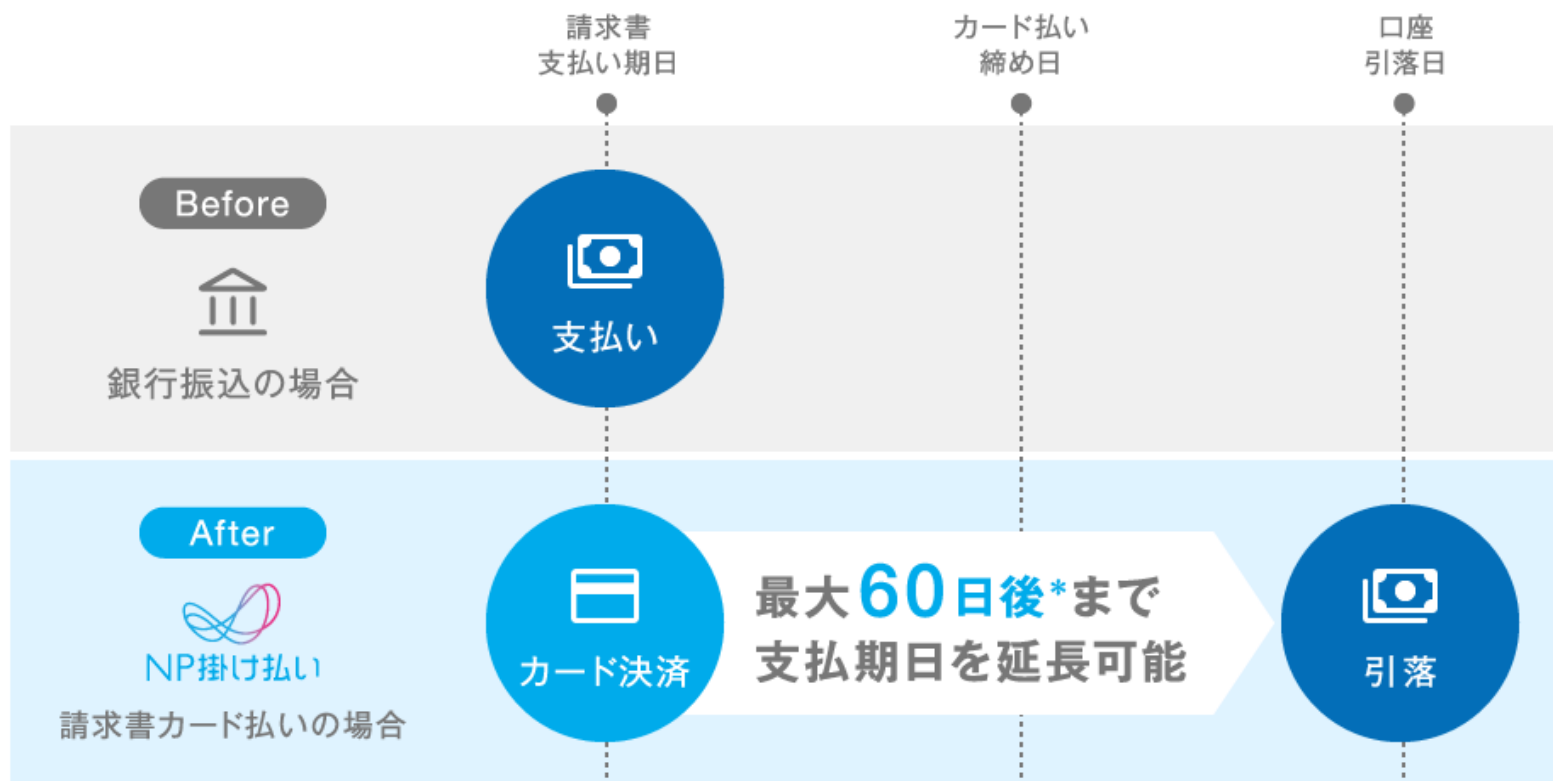 請求書
支払い期日
カード払い
締め日
口座
引落日
Before
銀行振込の場合
支払い
After
NP掛け払い
請求書カード払いの場合
カード決済
最大60日後*まで
支払期日を延長可能
引落